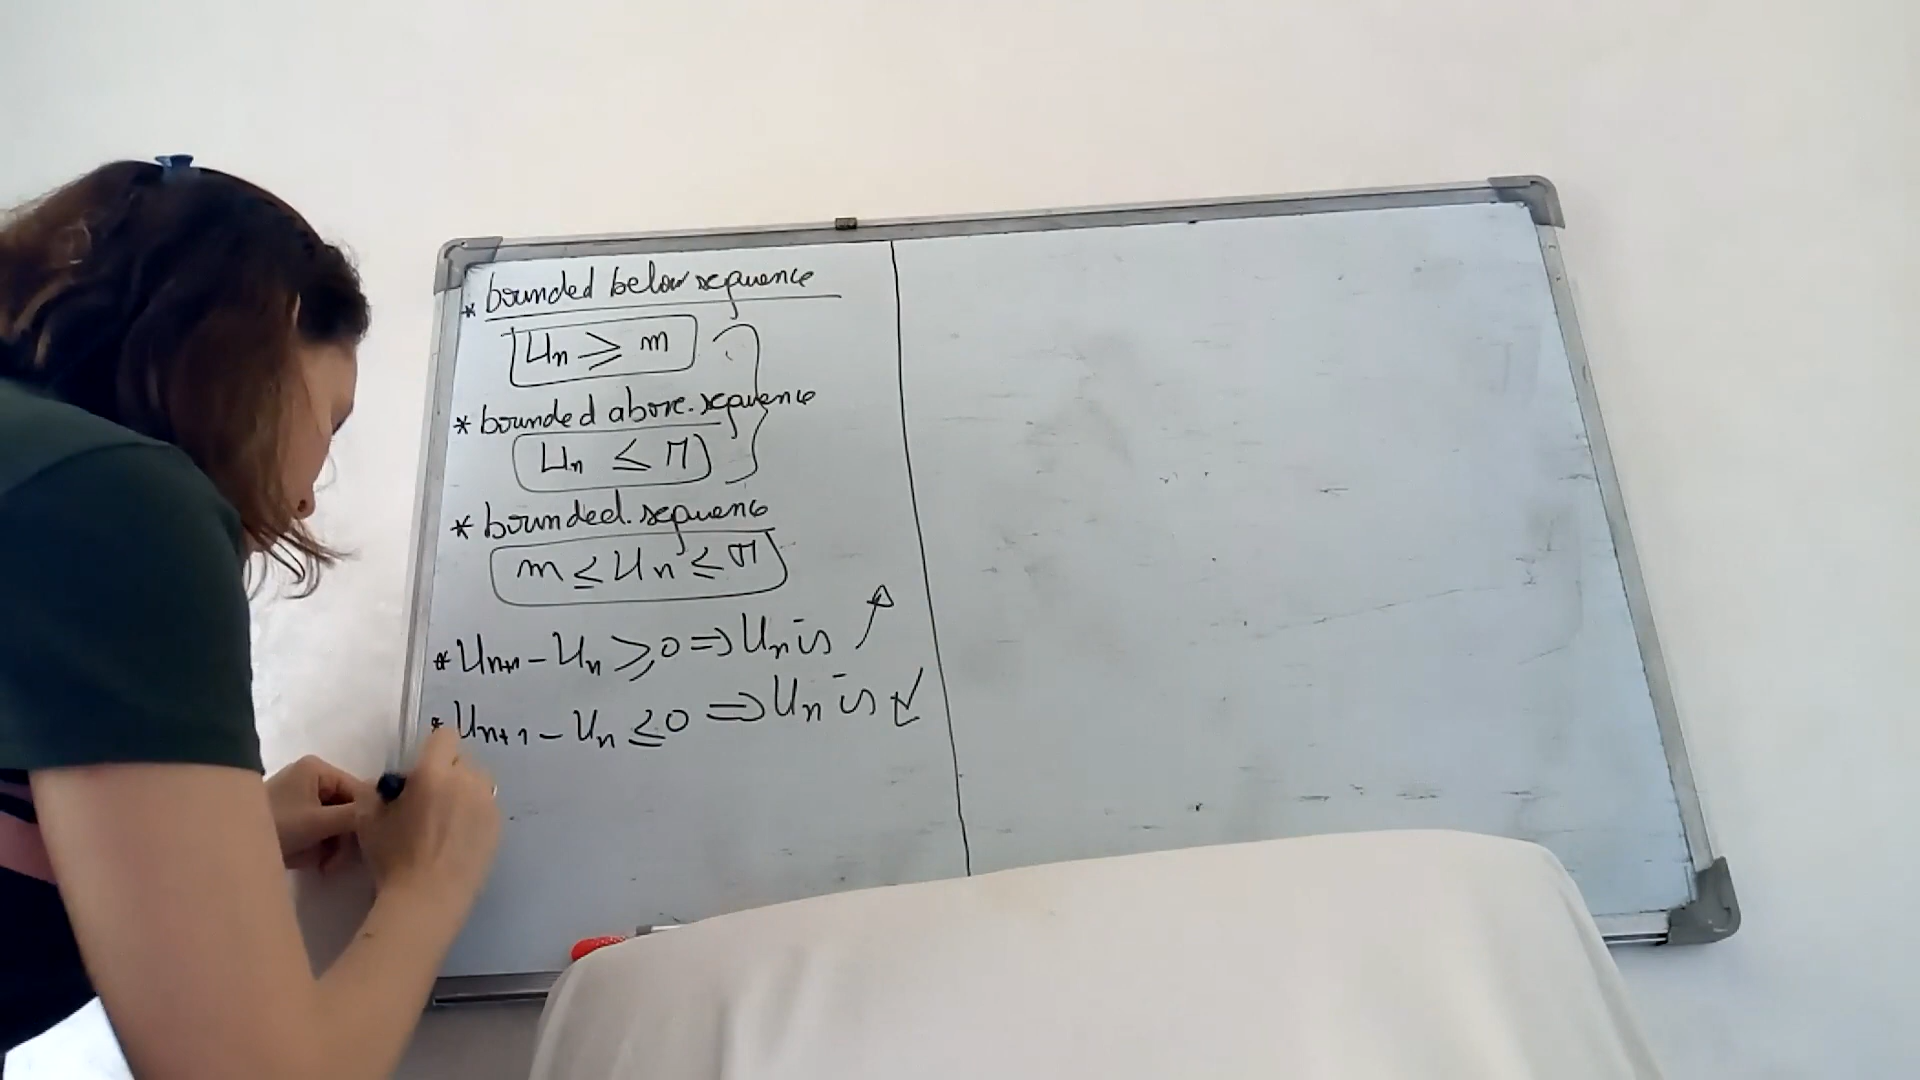 * bounded below sequence
Un ⩾ m
* bounded above. sequence
Un ≤ M
* bounded. sequence
m ≤ Un ≤ M
* Un+1 - Un ⩾ 0 ⇒ Un is ↗
* Un+1 - Un ≤ 0 ⇒ Un is ↙